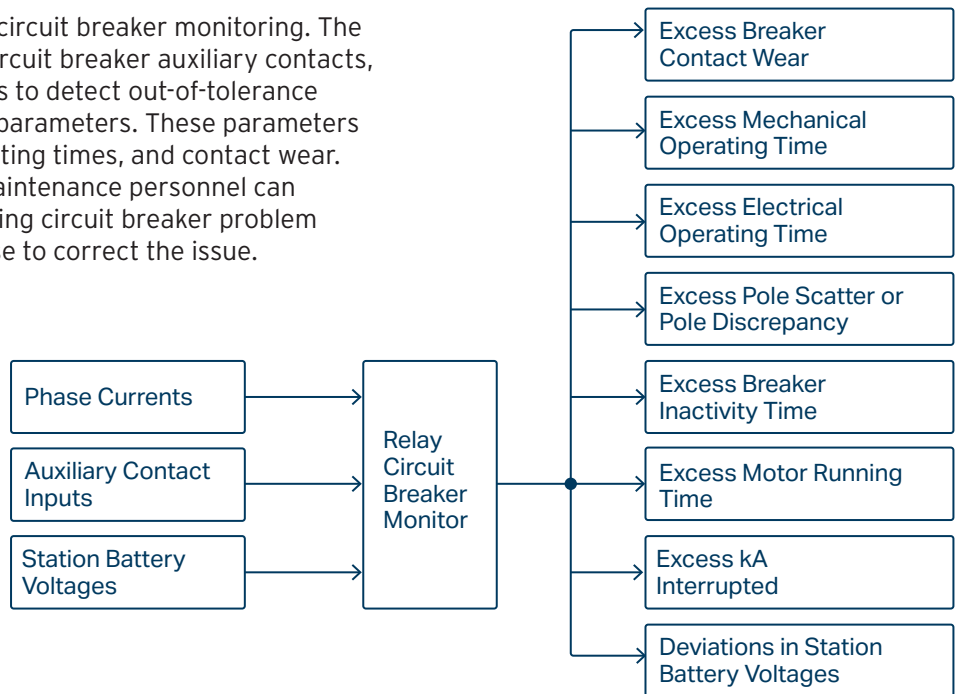 circuit breaker monitoring. The
rcuit breaker auxiliary contacts,
s to detect out-of-tolerance
parameters. These parameters
ting times, and contact wear.
aintenance personnel can
ing circuit breaker problem
e to correct the issue.
Phase Currents
Auxiliary Contact
Inputs
Station Battery
Voltages
Relay
Circuit
Breaker
Monitor
Excess Breaker
Contact Wear
Excess Mechanical
Operating Time
Excess Electrical
Operating Time
Excess Pole Scatter or
Pole Discrepancy
Excess Breaker
Inactivity Time
Excess Motor Running
Time
Excess kA
Interrupted
Deviations in Station
Battery Voltages